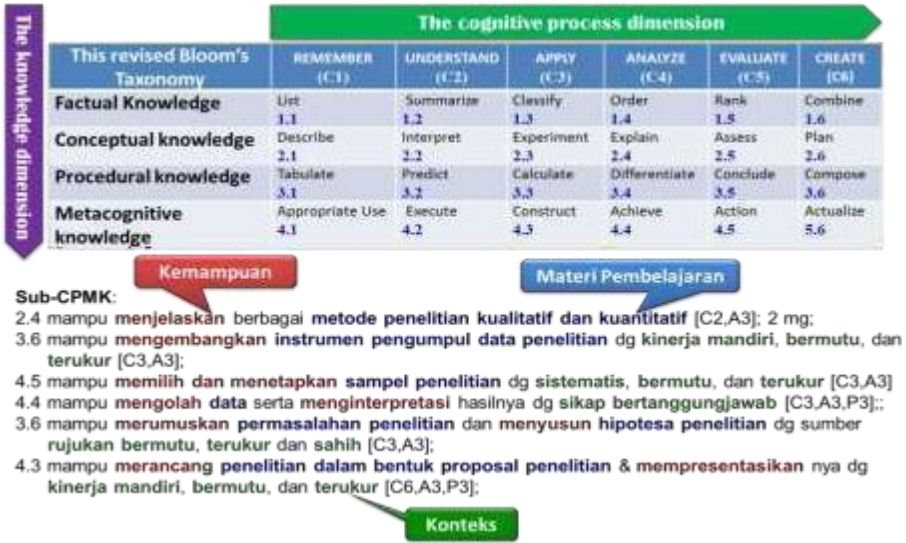 The cognitive process dimension
The knowledge dimension
This revised Bloom's Taxonomy REMEMBER (C1) UNDERSTAND (C2) APPLY (C3) ANALYZE (C4) EVALUATE (C5) CREATE [C6]
Factual Knowledge List 1.1 Summarize 1.2 Classify 1.3 Order 1.4 Rank 1.5 Combine 1.6
Conceptual knowledge Describe 2.1 Interpret 2.2 Experiment 2.3 Explain 2.4 Assess 2.5 Plan 2.6
Procedural knowledge Tabulate 3.1 Predict 3.2 Calculate 3.3 Differentiate 3.4 Conclude 3.5 Compose 3.6
Metacognitive knowledge Appropriate Use 4.1 Execute 4.2 Construct 4.3 Achieve 4.4 Action 4.5 Actualize 5.6
Kemampuan
Materi Pembelajaran
Sub-CPMK:
2.4 mampu menjelaskan berbagai metode penelitian kualitatif dan kuantitatif [C2,A3]; 2 mg;
3.6 mampu mengembangkan instrumen pengumpul data penelitian dg kinerja mandiri, bermutu, dan
terukur [C3,A3];
4.5 mampu memilih dan menetapkan sampel penelitian dg sistematis, bermutu, dan terukur [C3,A3]
4.4 mampu mengolah data serta menginterpretasi hasilnya dg sikap bertanggungjawab [C3,A3,P3];;
3.6 mampu merumuskan permasalahan penelitian dan menyusun hipotesa penelitian dg sumber
rujukan bermutu, terukur dan sahih [C3,A3];
4.3 mampu merancang penelitian dalam bentuk proposal penelitian & mempresentasikan nya dg
kinerja mandiri, bermutu, dan terukur [C6,A3,P3];
Konteks